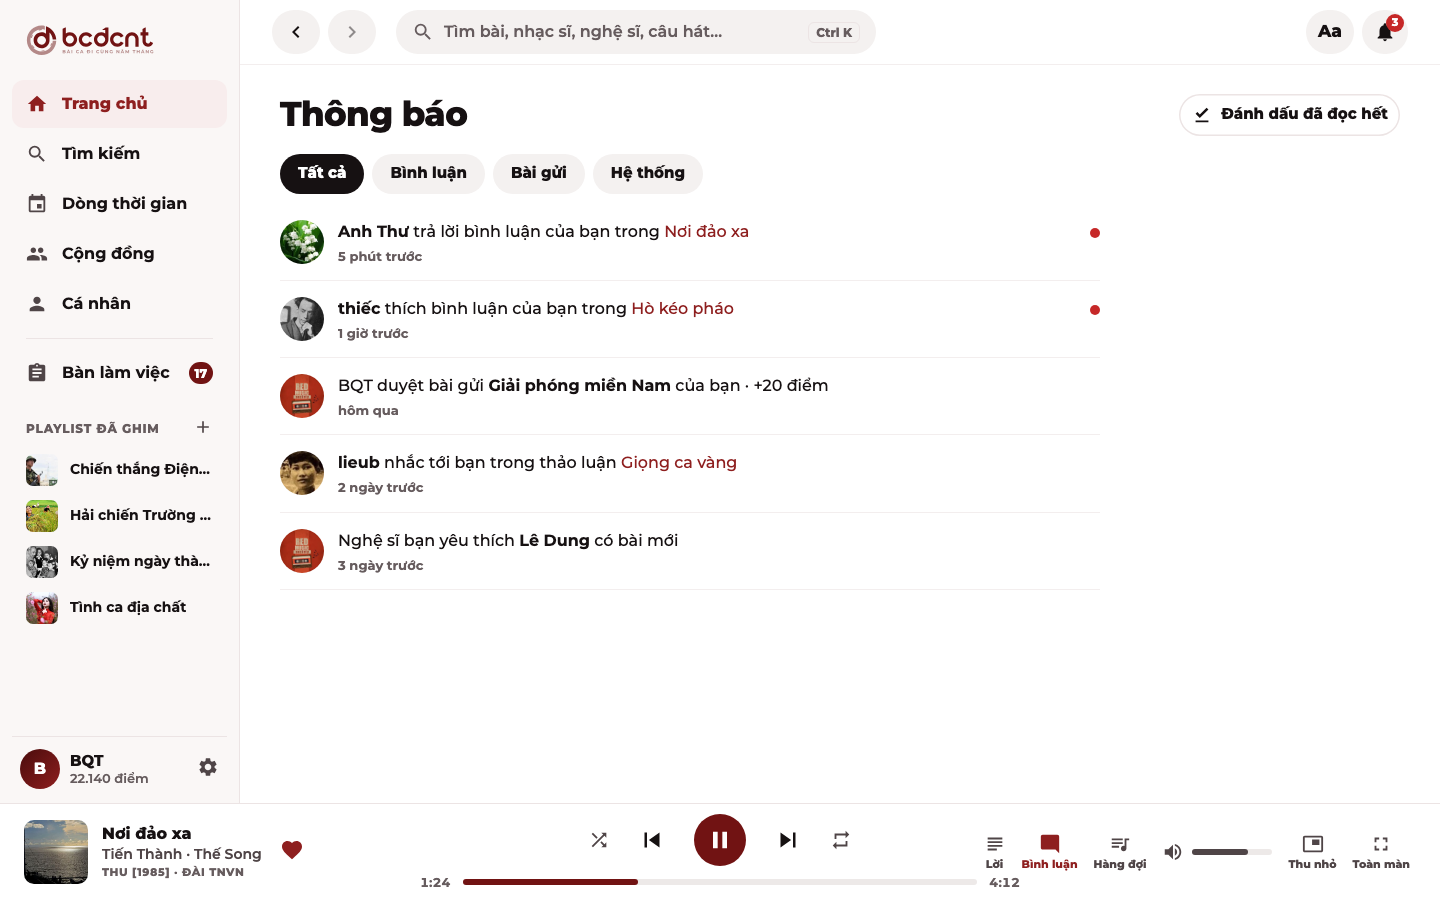 bcdcnt
BÀI CA ĐI CÙNG NĂM THÁNG
Trang chủ
Tìm kiếm
Dòng thời gian
Cộng đồng
Cá nhân
Bàn làm việc 17
PLAYLIST ĐÃ GHIM
Chiến thắng Điện...
Hải chiến Trường ...
Kỷ niệm ngày thà...
Tình ca địa chất
B
BQT
22.140 điểm
Tìm bài, nhạc sĩ, nghệ sĩ, câu hát... Ctrl K
Aa
3
Thông báo
Đánh dấu đã đọc hết
Tất cả Bình luận Bài gửi Hệ thống
Anh Thư trả lời bình luận của bạn trong Nơi đảo xa
5 phút trước
thiếc thích bình luận của bạn trong Hò kéo pháo
1 giờ trước
BQT duyệt bài gửi Giải phóng miền Nam của bạn · +20 điểm
hôm qua
lieub nhắc tới bạn trong thảo luận Giọng ca vàng
2 ngày trước
Nghệ sĩ bạn yêu thích Lê Dung có bài mới
3 ngày trước
Nơi đảo xa
Tiến Thành · Thế Song
THU [1985] · ĐÀI TNVN
1:24 4:12
Lời Bình luận Hàng đợi Thu nhỏ Toàn màn